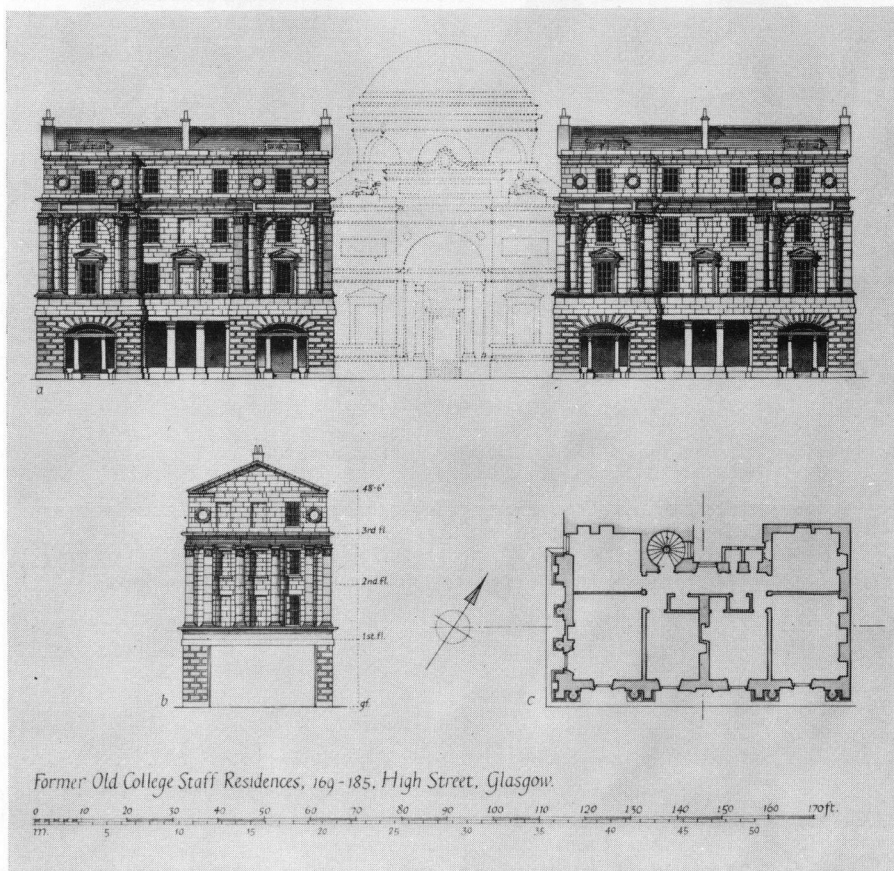 a
48'-6"
3rd fl.
2nd fl.
1st. fl.
gf.
b
c
Former Old College Staff Residences, 169-185, High Street, Glasgow.
0 10 20 30 40 50 60 70 80 90 100 110 120 130 140 150 160 170 ft.
m. 5 10 15 20 25 30 35 40 45 50